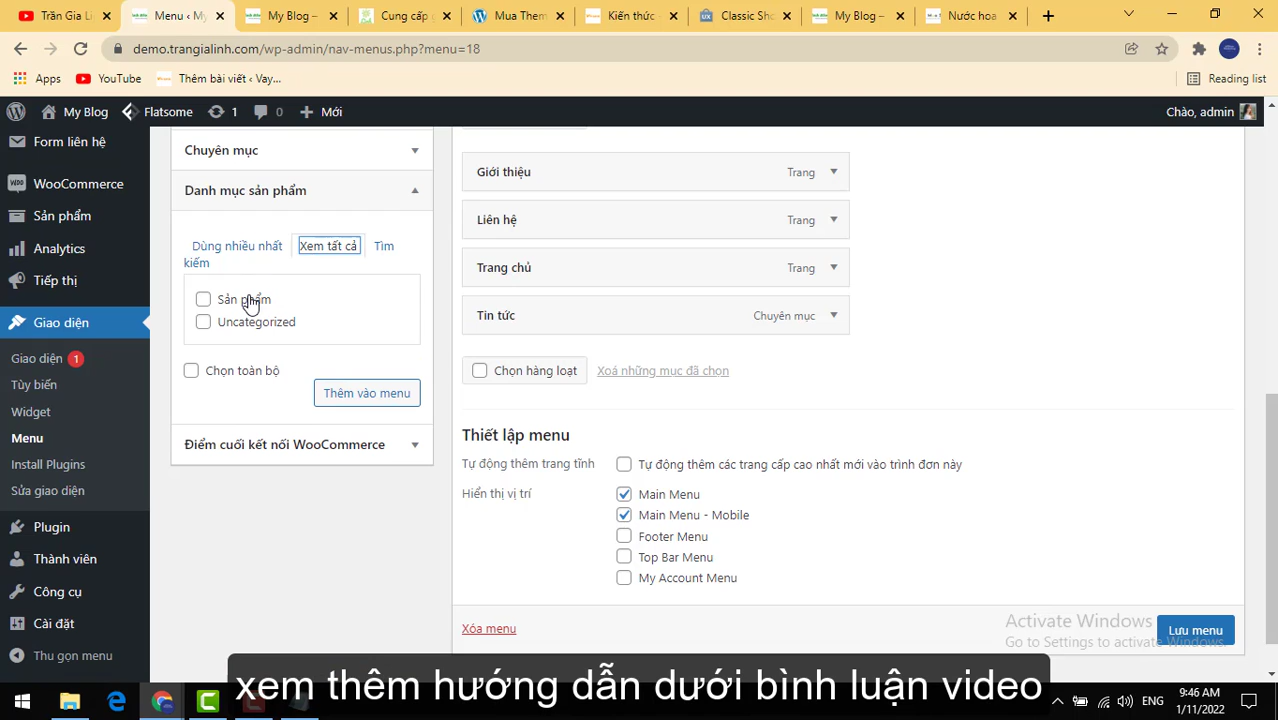 Trần Gia Li
Menu ‹ My
My Blog –
Cung cấp g
Mua Them
Kiến thức
Classic Sho
My Blog –
Nước hoa
demo.trangialinh.com/wp-admin/nav-menus.php?menu=18
Apps
YouTube
Thêm bài viết ‹ Vay...
Reading list
My Blog
Flatsome
1
0
Mới
Chào, admin
Form liên hệ
WooCommerce
Sản phẩm
Analytics
Tiếp thị
Giao diện
Giao diện 1
Tùy biến
Widget
Menu
Install Plugins
Sửa giao diện
Plugin
Thành viên
Công cụ
Cài đặt
Thu gọn menu
Chuyên mục
Danh mục sản phẩm
Dùng nhiều nhất
Xem tất cả
Tìm
kiếm
Sản phẩm
Uncategorized
Chọn toàn bộ
Thêm vào menu
Điểm cuối kết nối WooCommerce
Giới thiệu Trang
Liên hệ Trang
Trang chủ Trang
Tin tức Chuyên mục
Chọn hàng loạt
Xoá những mục đã chọn
Thiết lập menu
Tự động thêm trang tĩnh
Tự động thêm các trang cấp cao nhất mới vào trình đơn này
Hiển thị vị trí
Main Menu
Main Menu - Mobile
Footer Menu
Top Bar Menu
My Account Menu
Xóa menu
Lưu menu
Activate Windows
Go to Settings to activate Windows.
xem thêm hướng dẫn dưới bình luận video
ENG
9:46 AM
1/11/2022